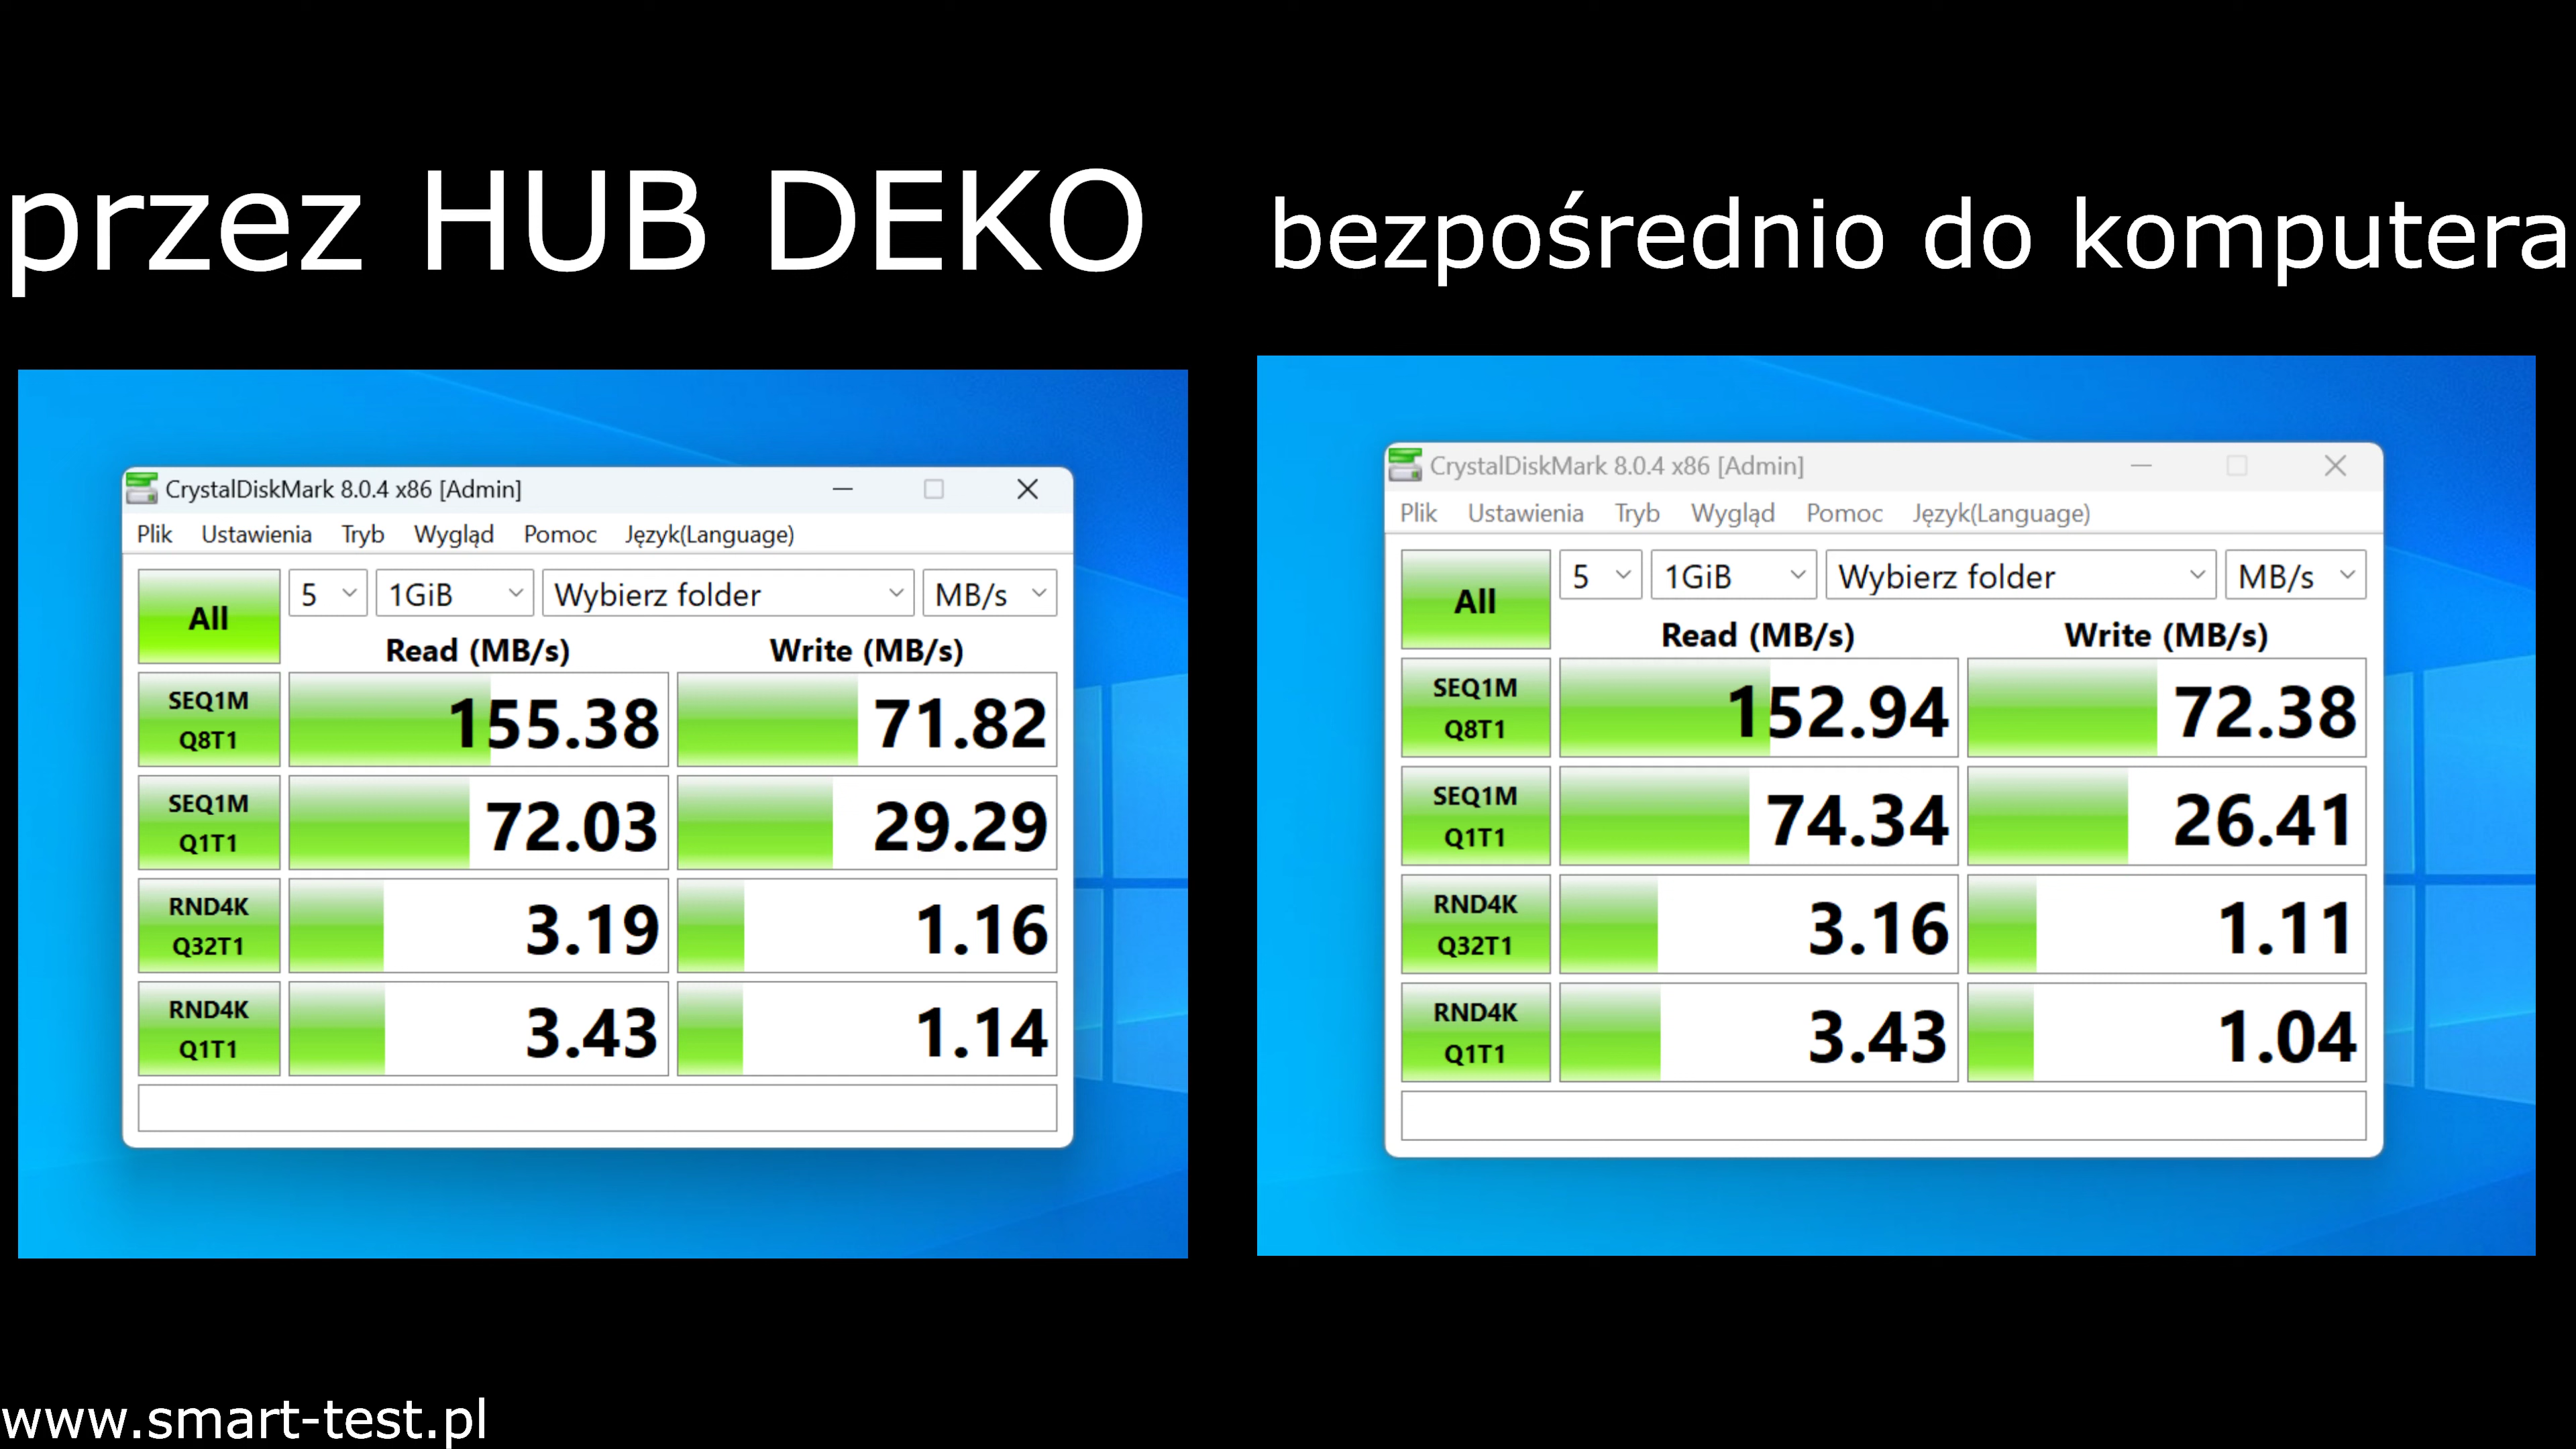 przez HUB DEKO
bezpośrednio do komputera
CrystalDiskMark 8.0.4 x86 [Admin]
Plik Ustawienia Tryb Wygląd Pomoc Język(Language)
All 5 1GiB Wybierz folder MB/s
Read (MB/s) Write (MB/s)
SEQ1M
Q8T1
155.38 71.82
SEQ1M
Q1T1
72.03 29.29
RND4K
Q32T1
3.19 1.16
RND4K
Q1T1
3.43 1.14
CrystalDiskMark 8.0.4 x86 [Admin]
Plik Ustawienia Tryb Wygląd Pomoc Język(Language)
All 5 1GiB Wybierz folder MB/s
Read (MB/s) Write (MB/s)
SEQ1M
Q8T1
152.94 72.38
SEQ1M
Q1T1
74.34 26.41
RND4K
Q32T1
3.16 1.11
RND4K
Q1T1
3.43 1.04
www.smart-test.pl